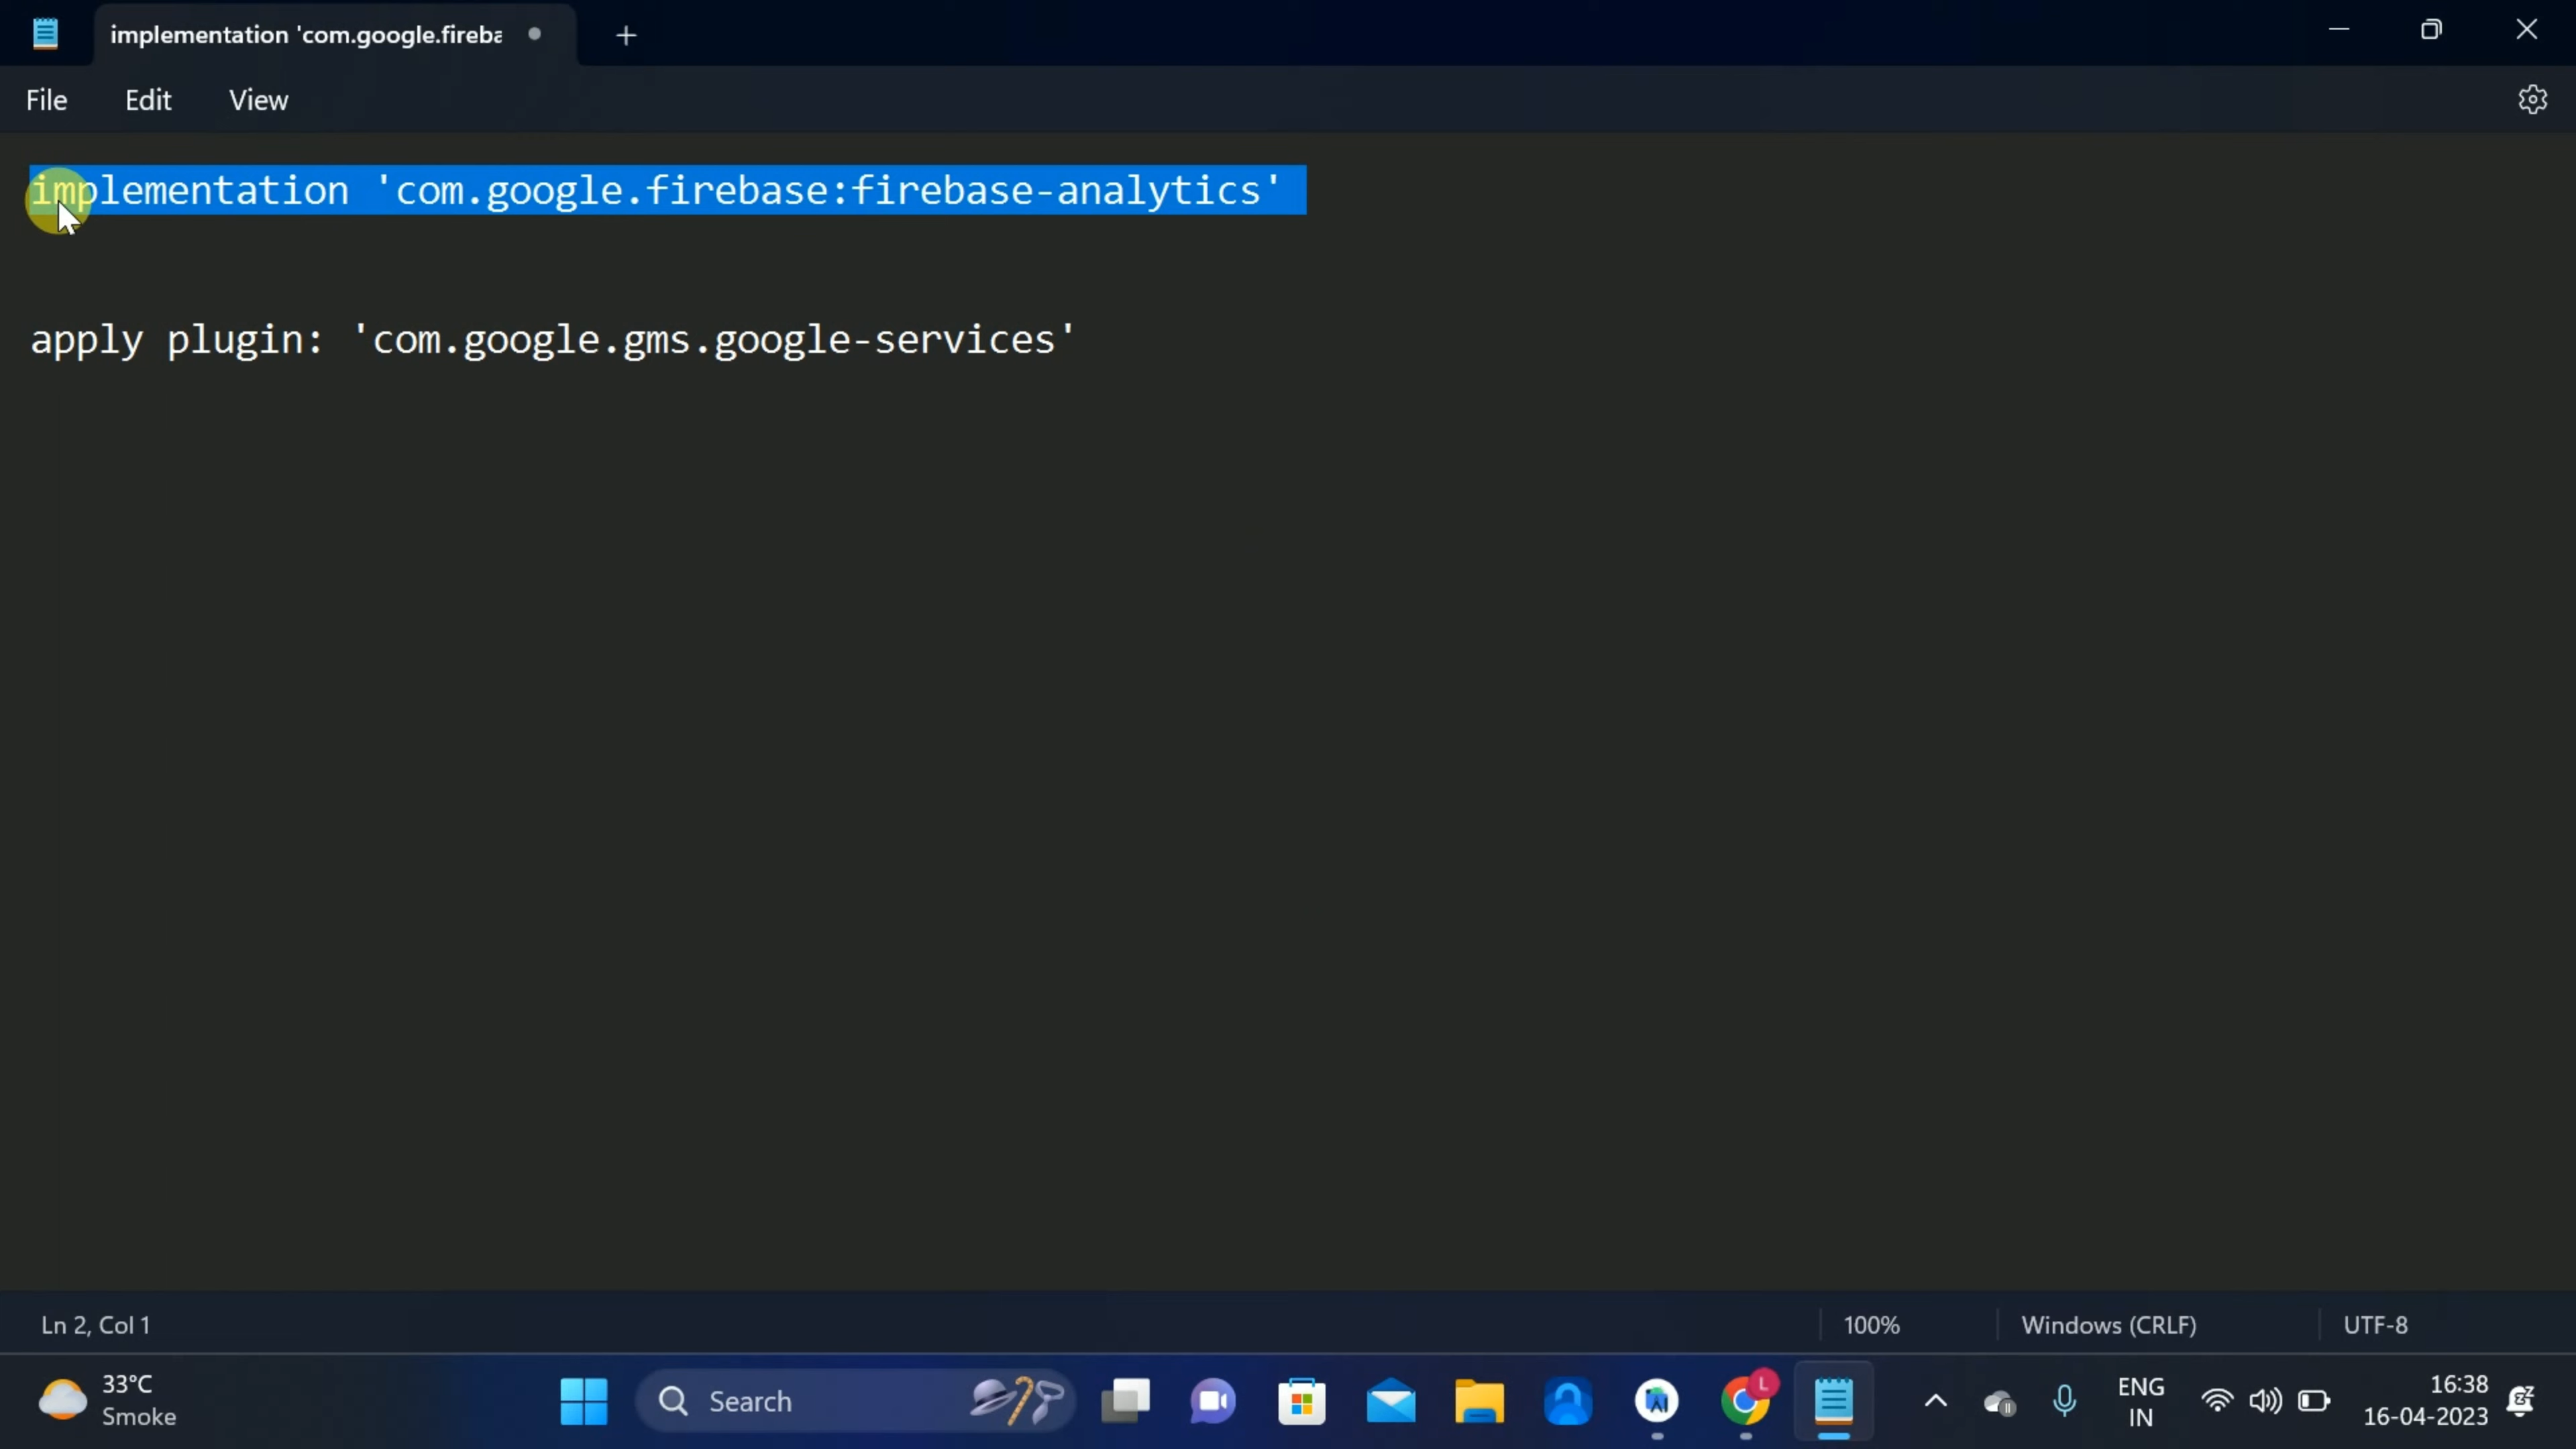 implementation 'com.google.fireba
File Edit View
implementation 'com.google.firebase:firebase-analytics'
apply plugin: 'com.google.gms.google-services'
Ln 2, Col 1 100% Windows (CRLF) UTF-8
33°C
Smoke
Search
L
ENG
IN
16:38
16-04-2023